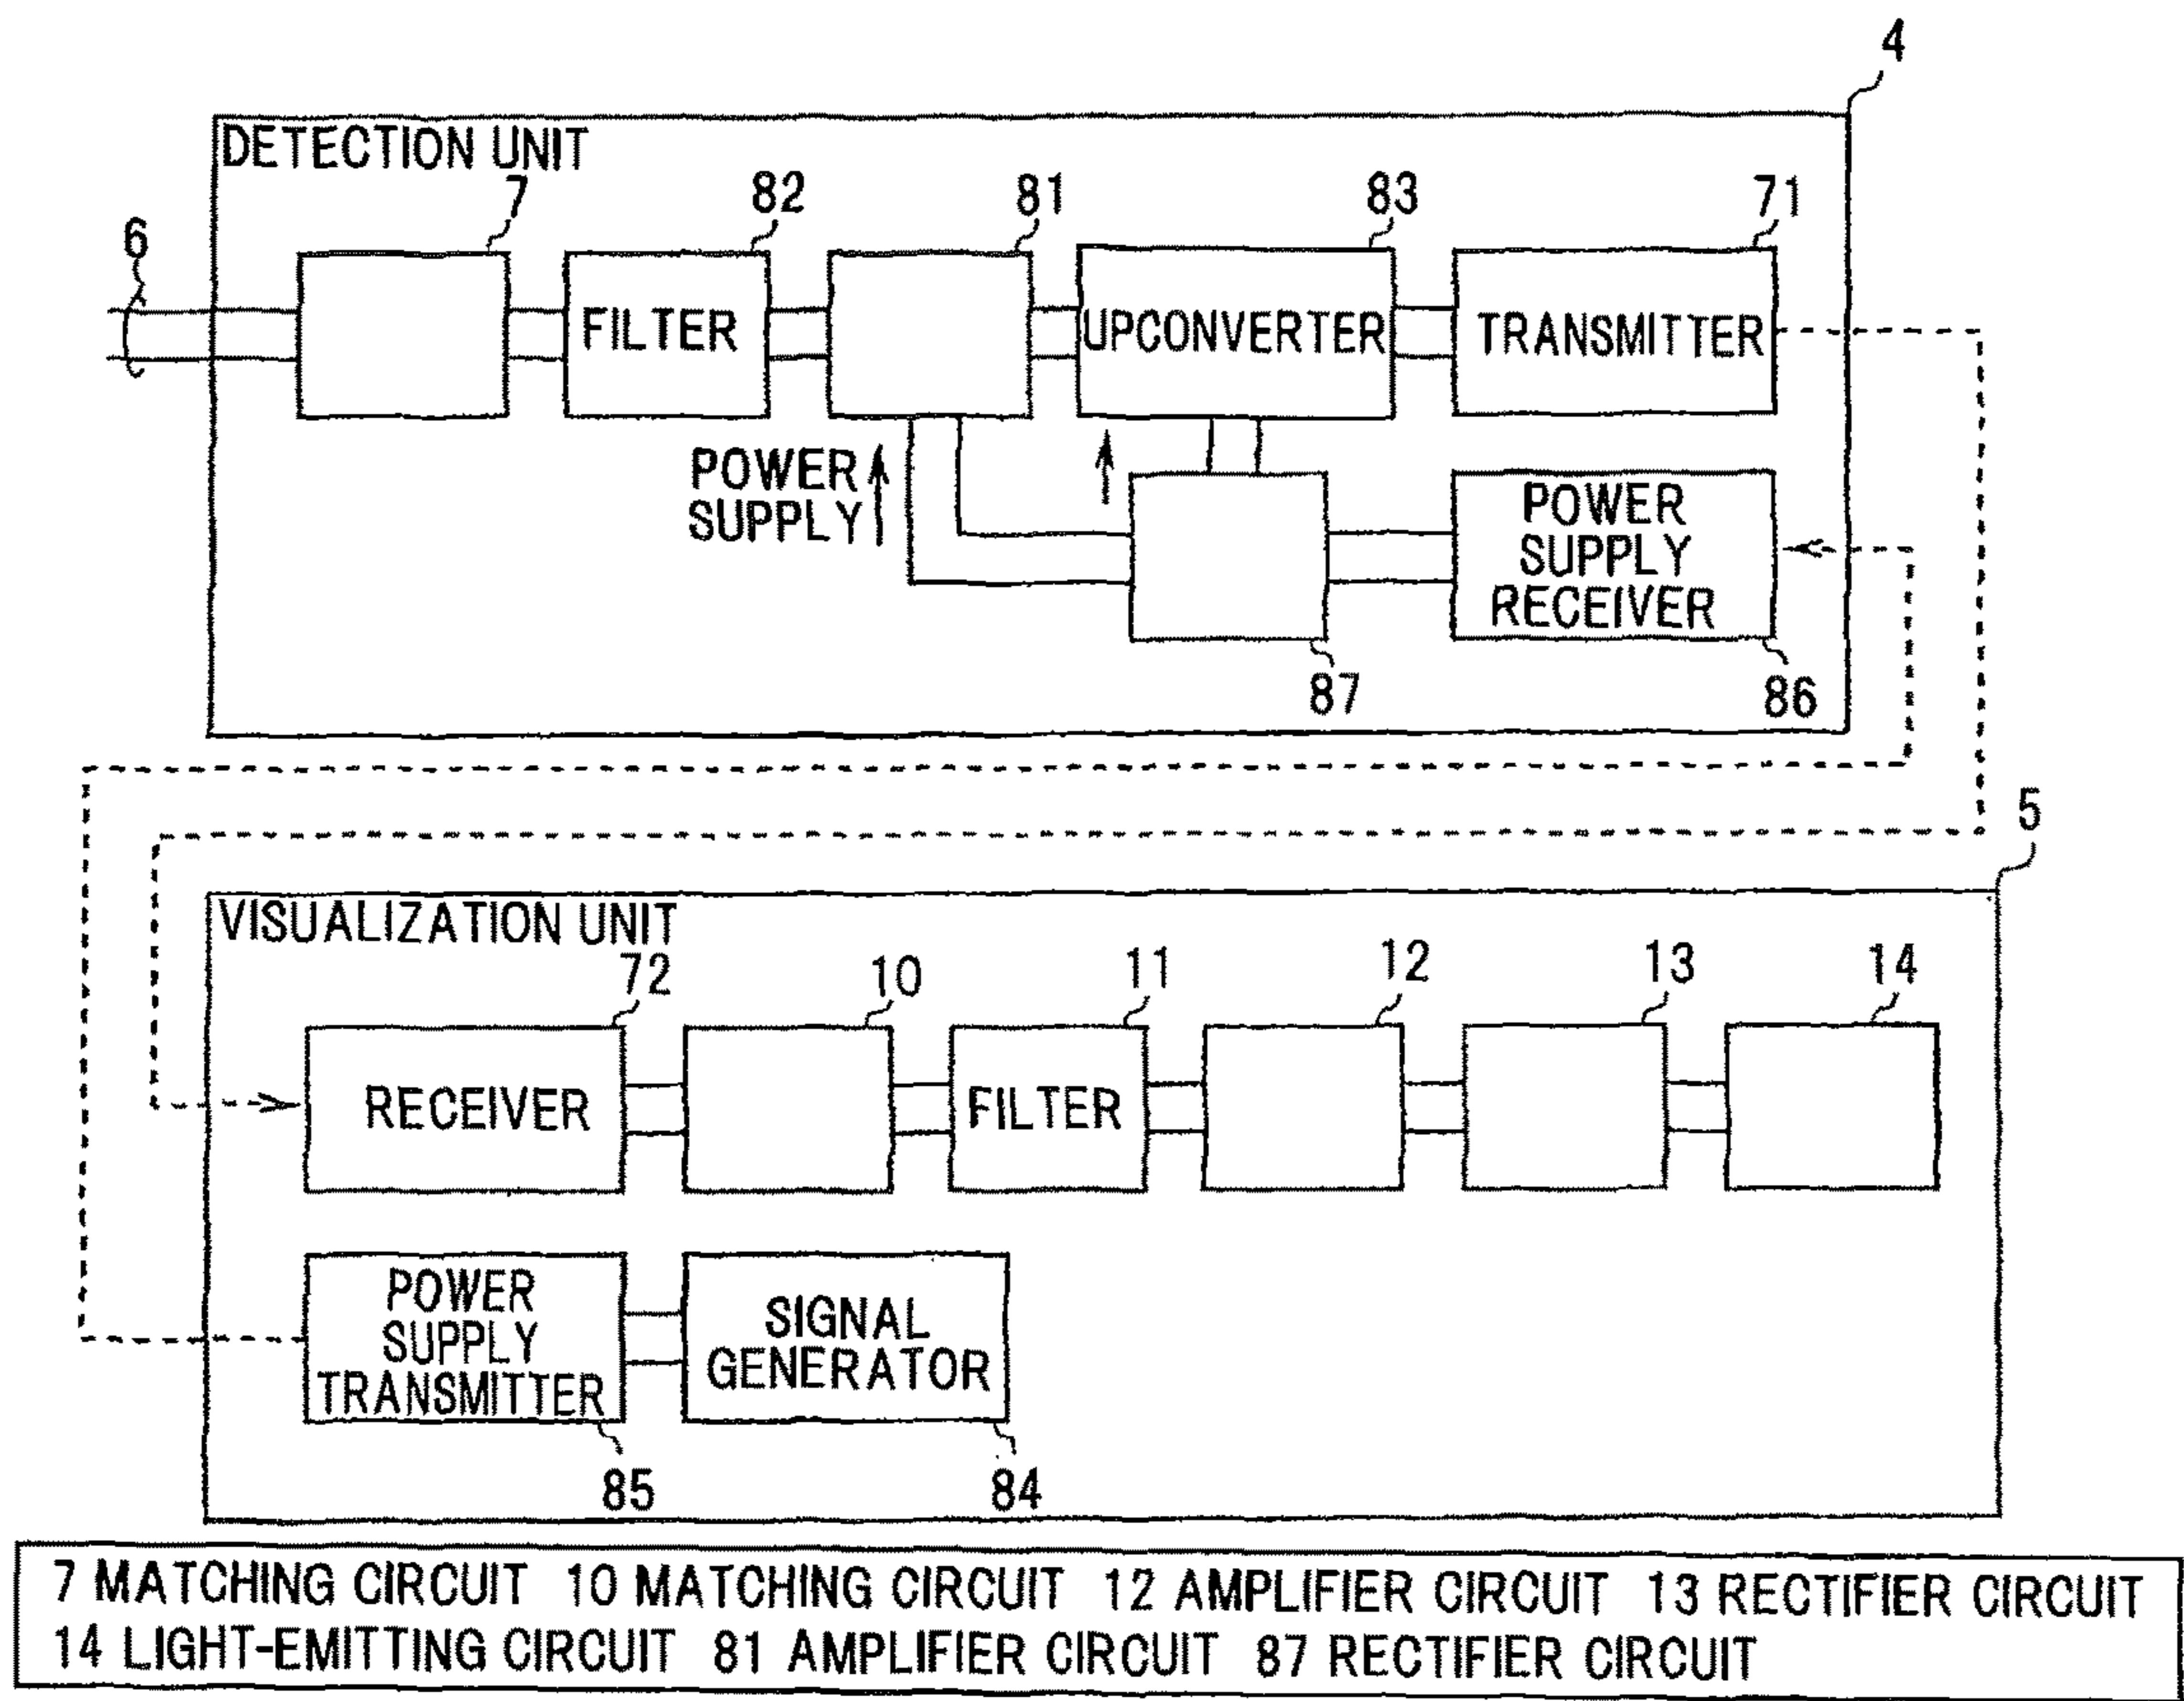 4
DETECTION UNIT
7
82
81
83
71
6
FILTER
UPCONVERTER
TRANSMITTER
POWER
SUPPLY
POWER
SUPPLY
RECEIVER
87
86
5
VISUALIZATION UNIT
72
10
11
12
13
14
RECEIVER
FILTER
POWER
SUPPLY
TRANSMITTER
SIGNAL
GENERATOR
85
84
7 MATCHING CIRCUIT 10 MATCHING CIRCUIT 12 AMPLIFIER CIRCUIT 13 RECTIFIER CIRCUIT
14 LIGHT-EMITTING CIRCUIT 81 AMPLIFIER CIRCUIT 87 RECTIFIER CIRCUIT